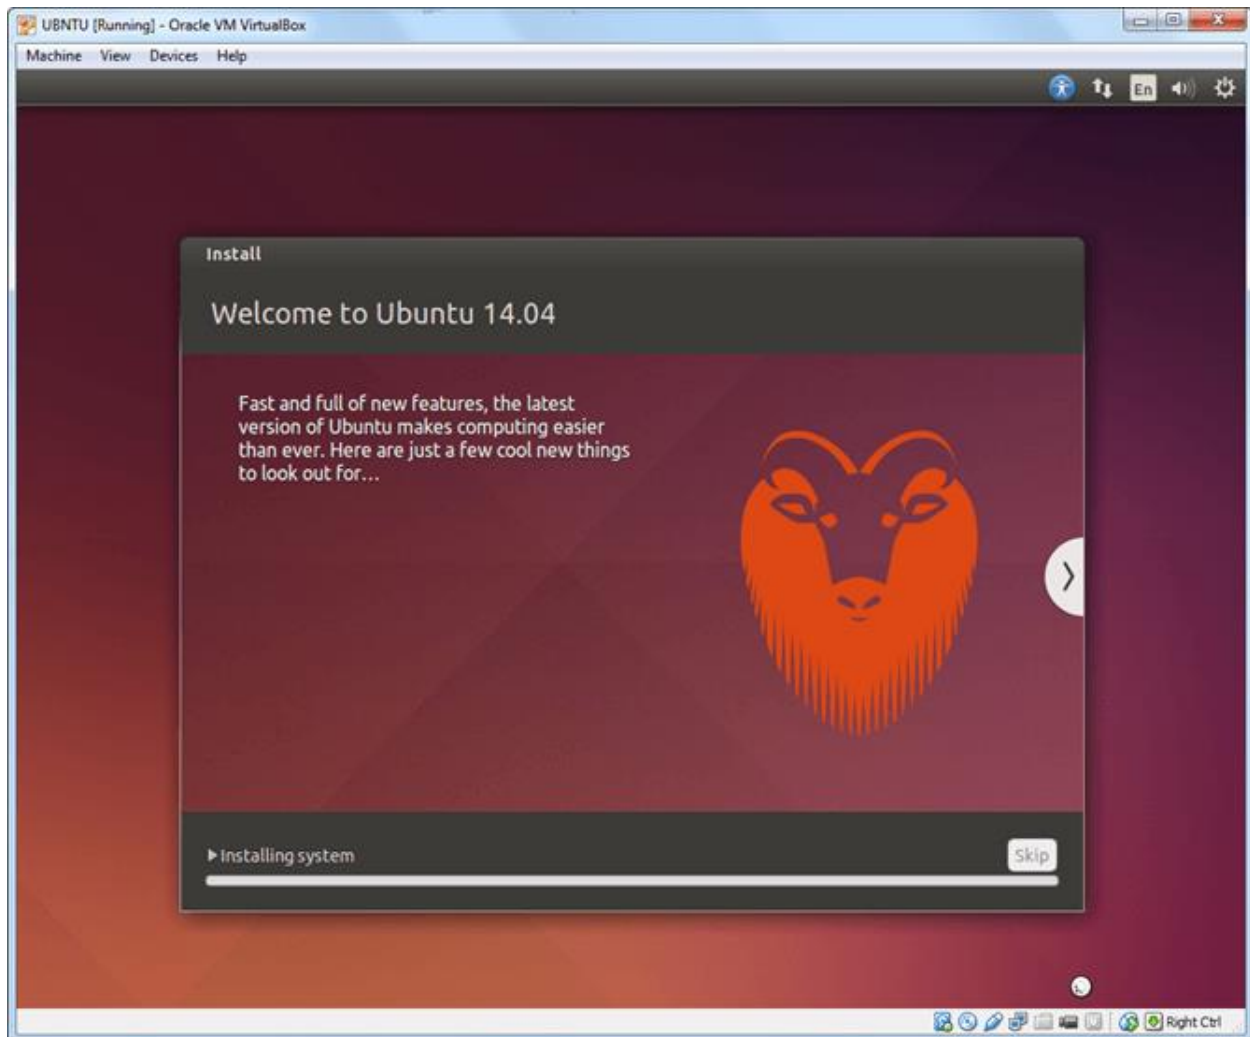 UBNTU [Running] - Oracle VM VirtualBox
Machine View Devices Help
En
Install
Welcome to Ubuntu 14.04
Fast and full of new features, the latest
version of Ubuntu makes computing easier
than ever. Here are just a few cool new things
to look out for...
Installing system
Skip
Right Ctrl